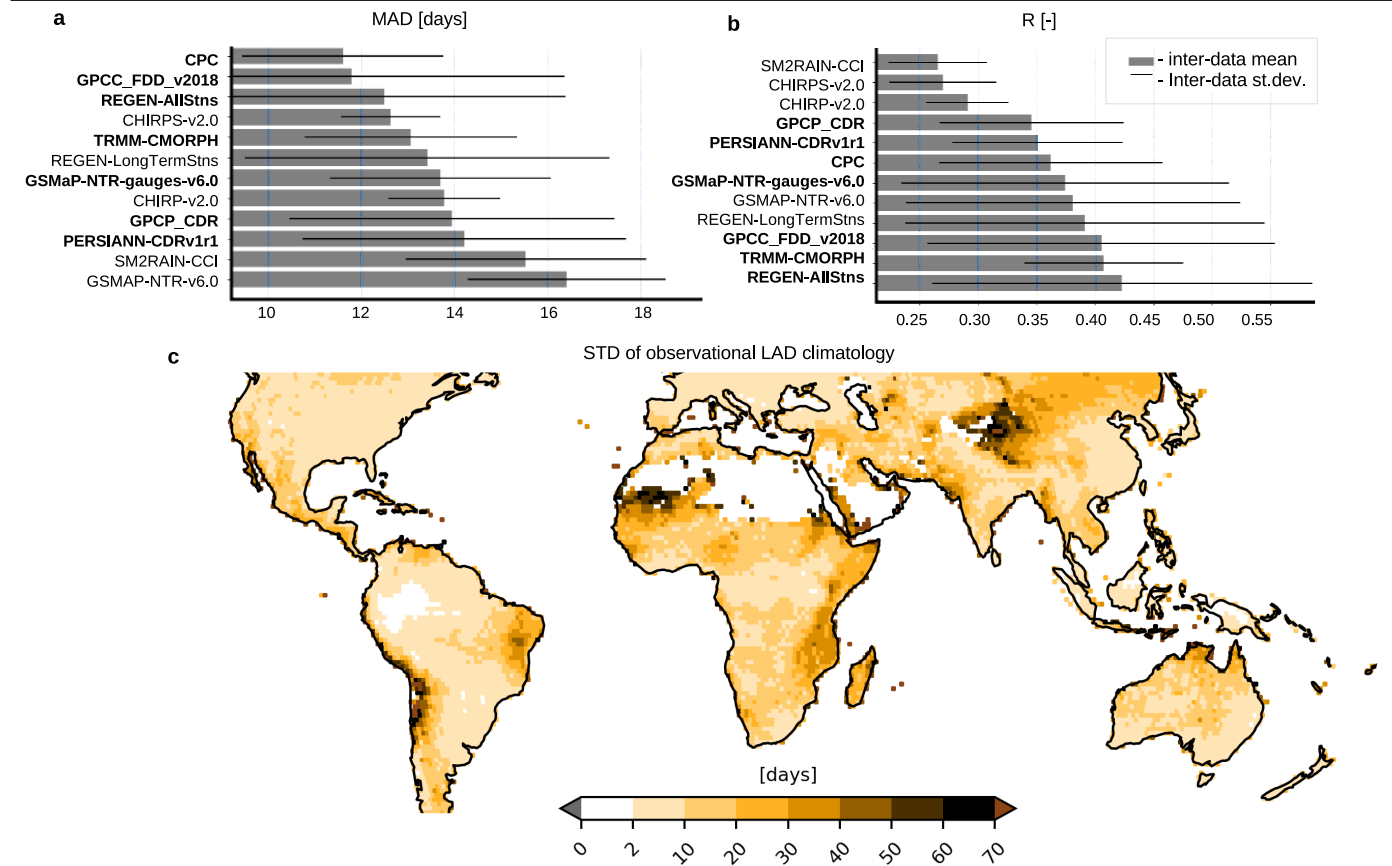 a
MAD [days]
CPC
GPCC_FDD_v2018
REGEN-AllStns
CHIRPS-v2.0
TRMM-CMORPH
REGEN-LongTermStns
GSMaP-NTR-gauges-v6.0
CHIRP-v2.0
GPCP_CDR
PERSIANN-CDRv1r1
SM2RAIN-CCI
GSMAP-NTR-v6.0
10 12 14 16 18
b
R [-]
- inter-data mean
- Inter-data st.dev.
SM2RAIN-CCI
CHIRPS-v2.0
CHIRP-v2.0
GPCP_CDR
PERSIANN-CDRv1r1
CPC
GSMaP-NTR-gauges-v6.0
GSMAP-NTR-v6.0
REGEN-LongTermStns
GPCC_FDD_v2018
TRMM-CMORPH
REGEN-AllStns
0.25 0.30 0.35 0.40 0.45 0.50 0.55
c
STD of observational LAD climatology
[days]
0 2 10 20 30 40 50 60 70